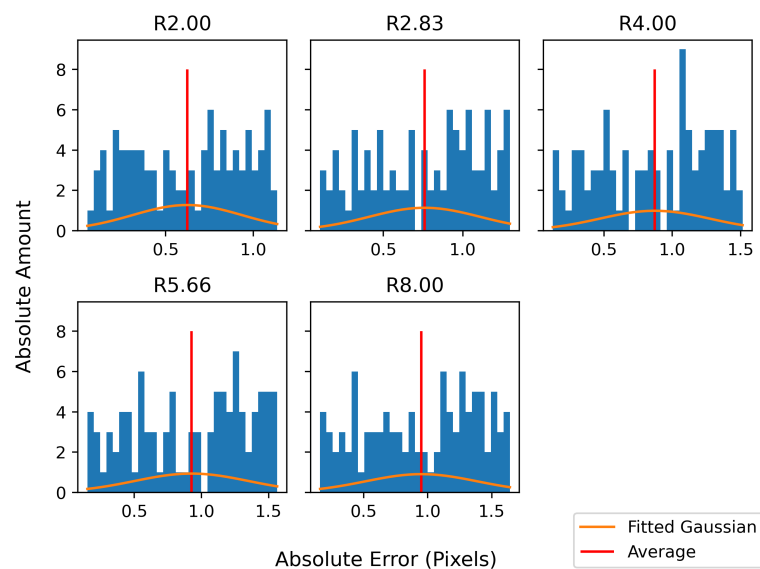 R2.00 R2.83 R4.00
8
6
4
2
0
0.5 1.0 0.5 1.0 0.5 1.0 1.5
Absolute Amount
R5.66 R8.00
8
6
4
2
0
0.5 1.0 1.5 0.5 1.0 1.5
Absolute Error (Pixels)
Fitted Gaussian
Average